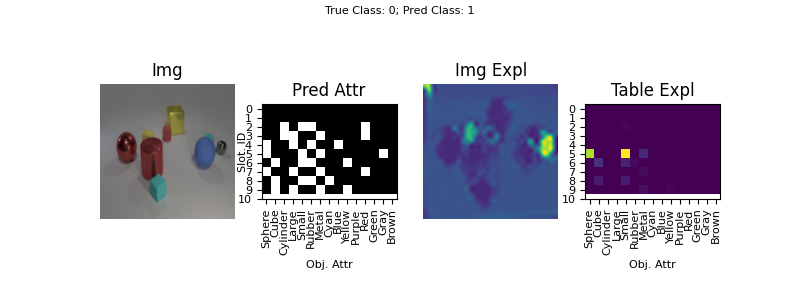 True Class: 0; Pred Class: 1
Img
Pred Attr
Img Expl
Table Expl
0
1
2
3
4
5
6
7
8
9
10
Slot. ID
Sphere
Cube
Cylinder
Large
Small
Rubber
Metal
Cyan
Blue
Yellow
Purple
Red
Green
Gray
Brown
Obj. Attr
0
1
2
3
4
5
6
7
8
9
10
Sphere
Cube
Cylinder
Large
Small
Rubber
Metal
Cyan
Blue
Yellow
Purple
Red
Green
Gray
Brown
Obj. Attr